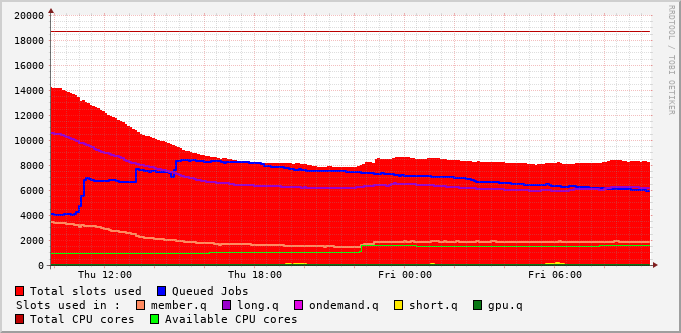 20000
18000
16000
14000
12000
10000
8000
6000
4000
2000
0
Thu 12:00 Thu 18:00 Fri 00:00 Fri 06:00
RRDTOOL / TOBI OETIKER
Total slots used Queued Jobs
Slots used in : member.q long.q ondemand.q short.q gpu.q
Total CPU cores Available CPU cores